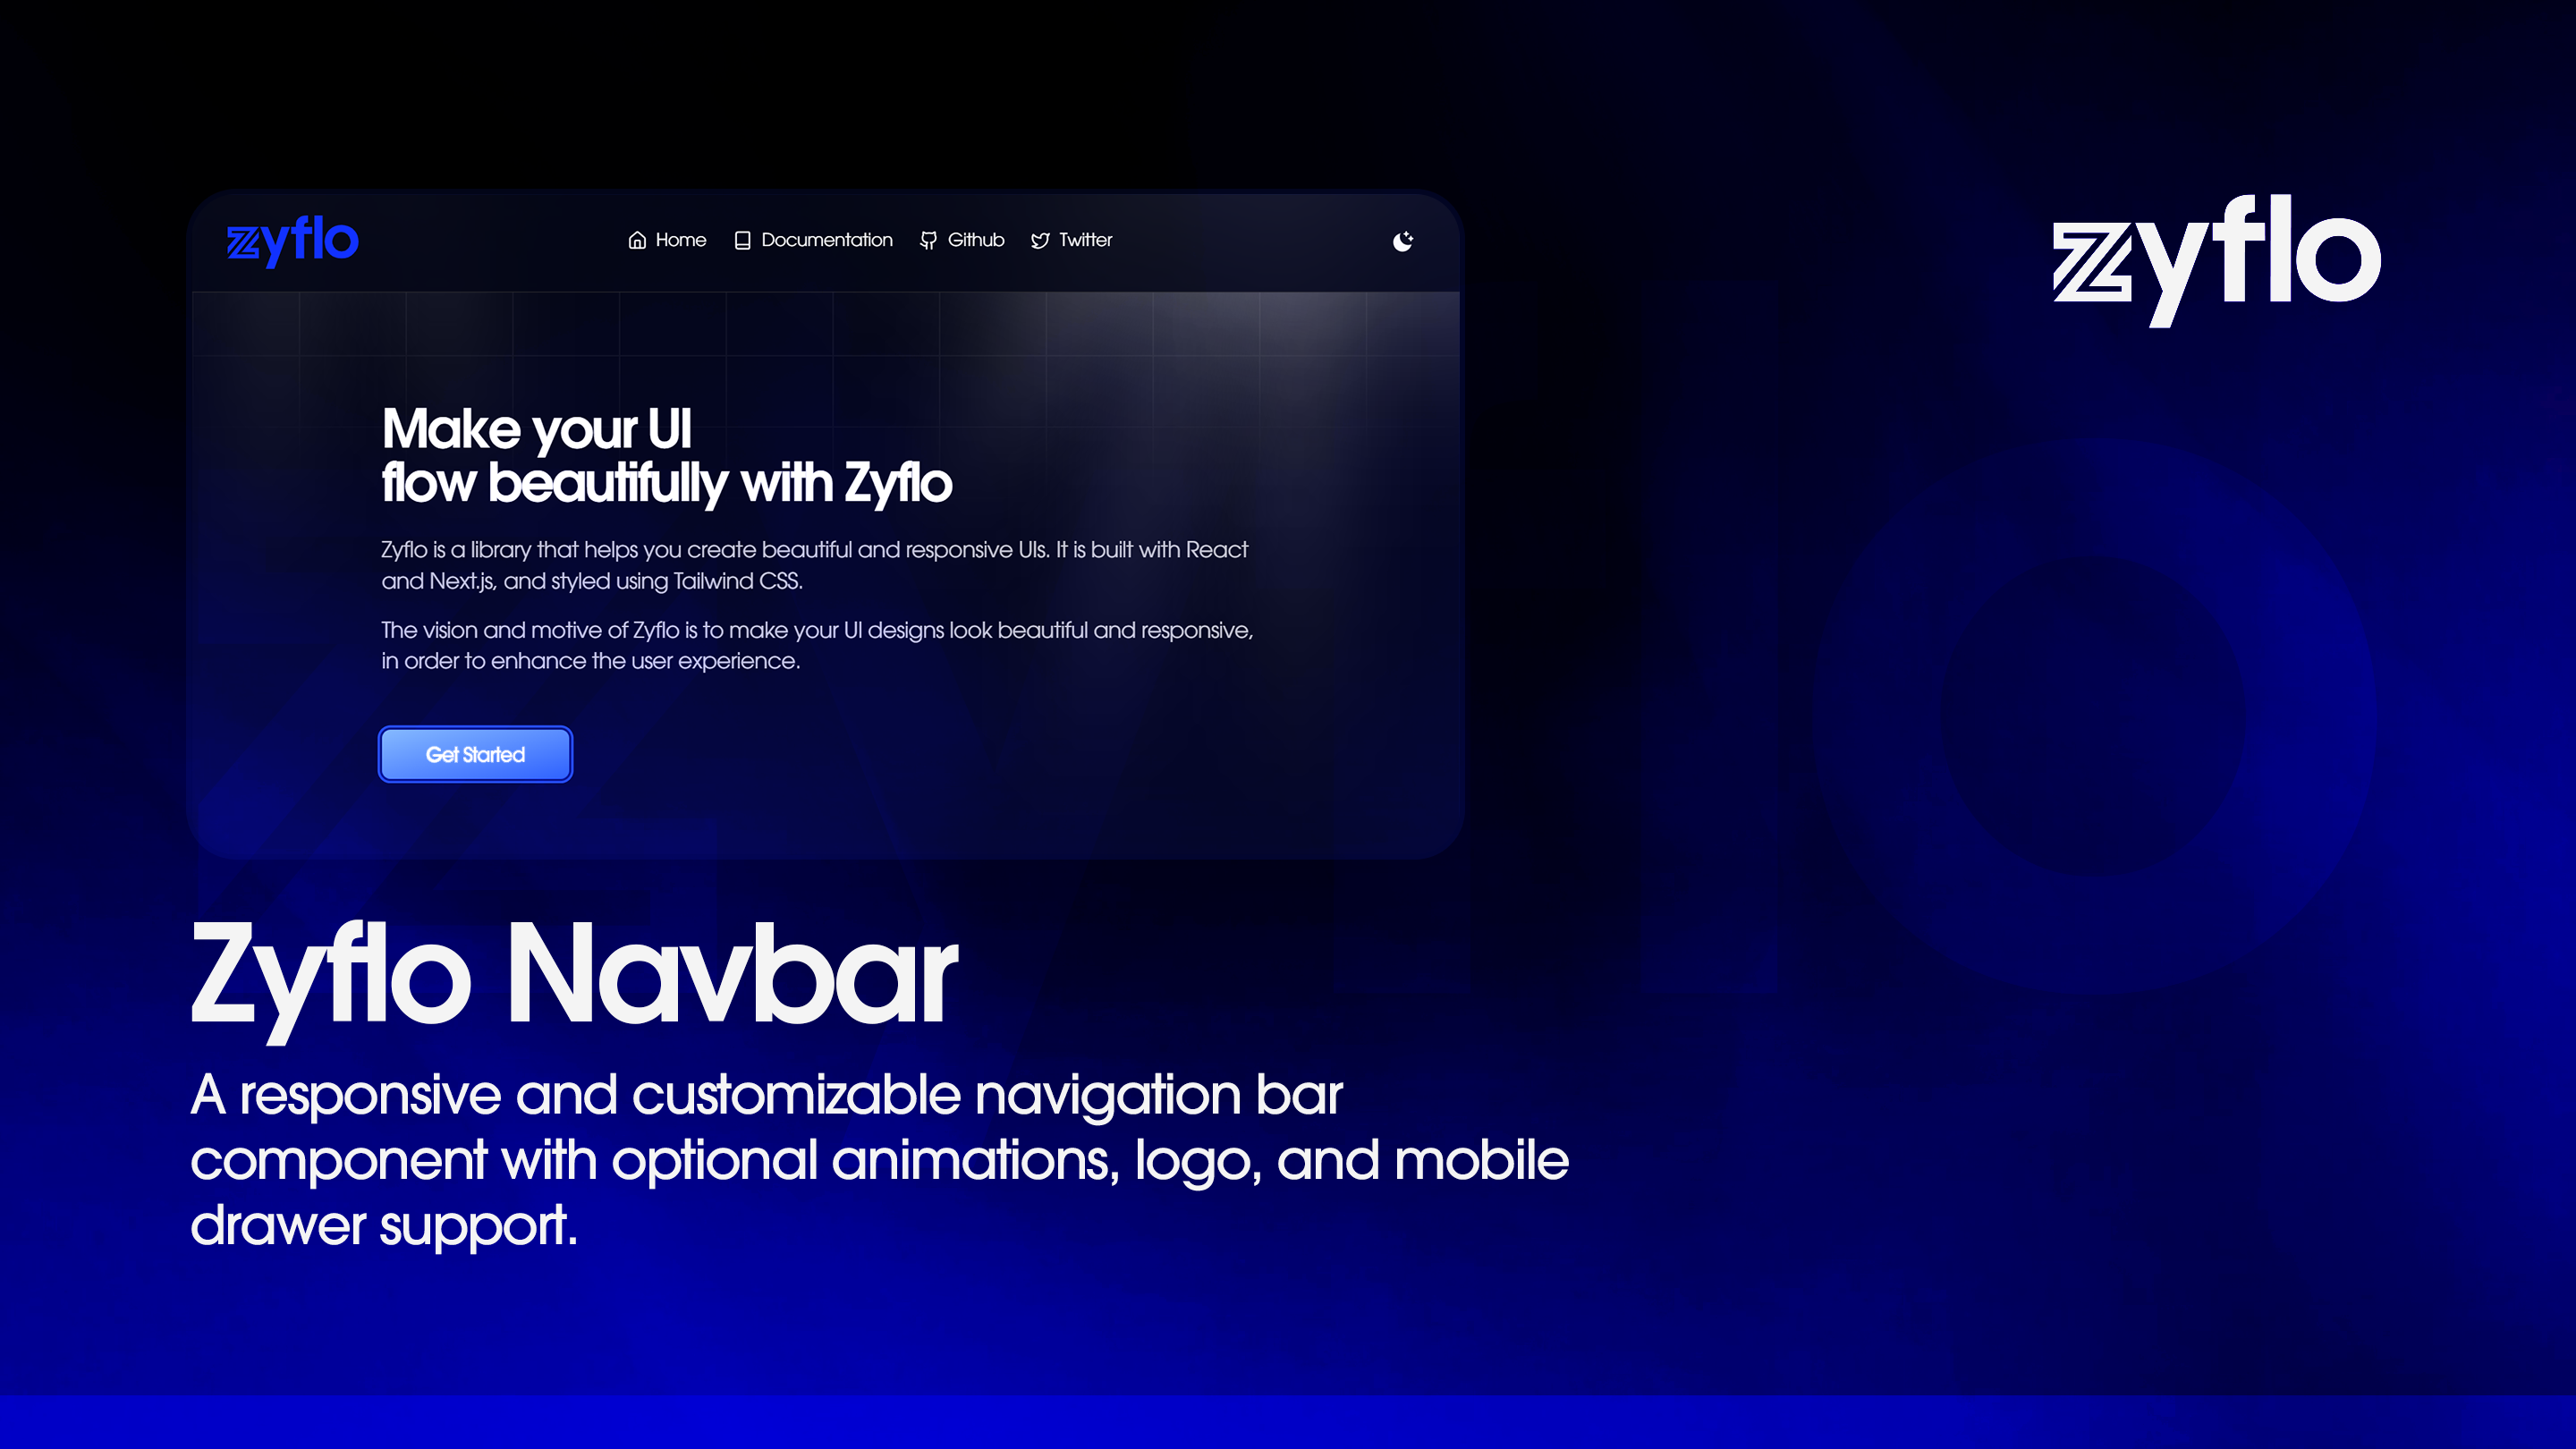 zyflo
Home
Documentation
Github
Twitter
zyflo
Make your UI
flow beautifully with Zyflo
Zyflo is a library that helps you create beautiful and responsive UIs. It is built with React
and Next.js, and styled using Tailwind CSS.
The vision and motive of Zyflo is to make your UI designs look beautiful and responsive,
in order to enhance the user experience.
Get Started
Zyflo Navbar
A responsive and customizable navigation bar
component with optional animations, logo, and mobile
drawer support.